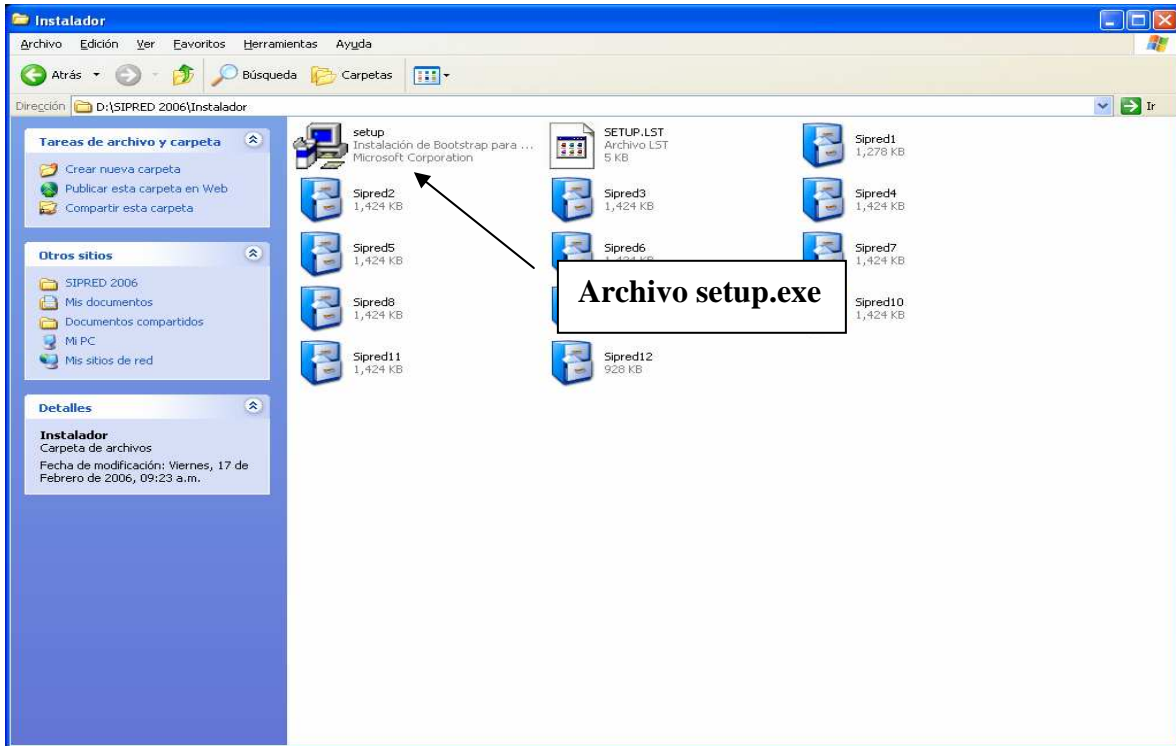 Instalador
Archivo Edición Ver Favoritos Herramientas Ayuda
Atrás Búsqueda Carpetas
Dirección D:\SIPRED 2006\Instalador Ir
Tareas de archivo y carpeta
Crear nueva carpeta
Publicar esta carpeta en Web
Compartir esta carpeta
Otros sitios
SIPRED 2006
Mis documentos
Documentos compartidos
Mi PC
Mis sitios de red
Detalles
Instalador
Carpeta de archivos
Fecha de modificación: Viernes, 17 de
Febrero de 2006, 09:23 a.m.
setup
Instalación de Bootstrap para ...
Microsoft Corporation
SETUP.LST
Archivo LST
5 KB
Sipred1
1,278 KB
Sipred2
1,424 KB
Sipred3
1,424 KB
Sipred4
1,424 KB
Sipred5
1,424 KB
Sipred6
Sipred7
1,424 KB
Archivo setup.exe
Sipred8
1,424 KB
Sipred10
1,424 KB
Sipred11
1,424 KB
Sipred12
928 KB